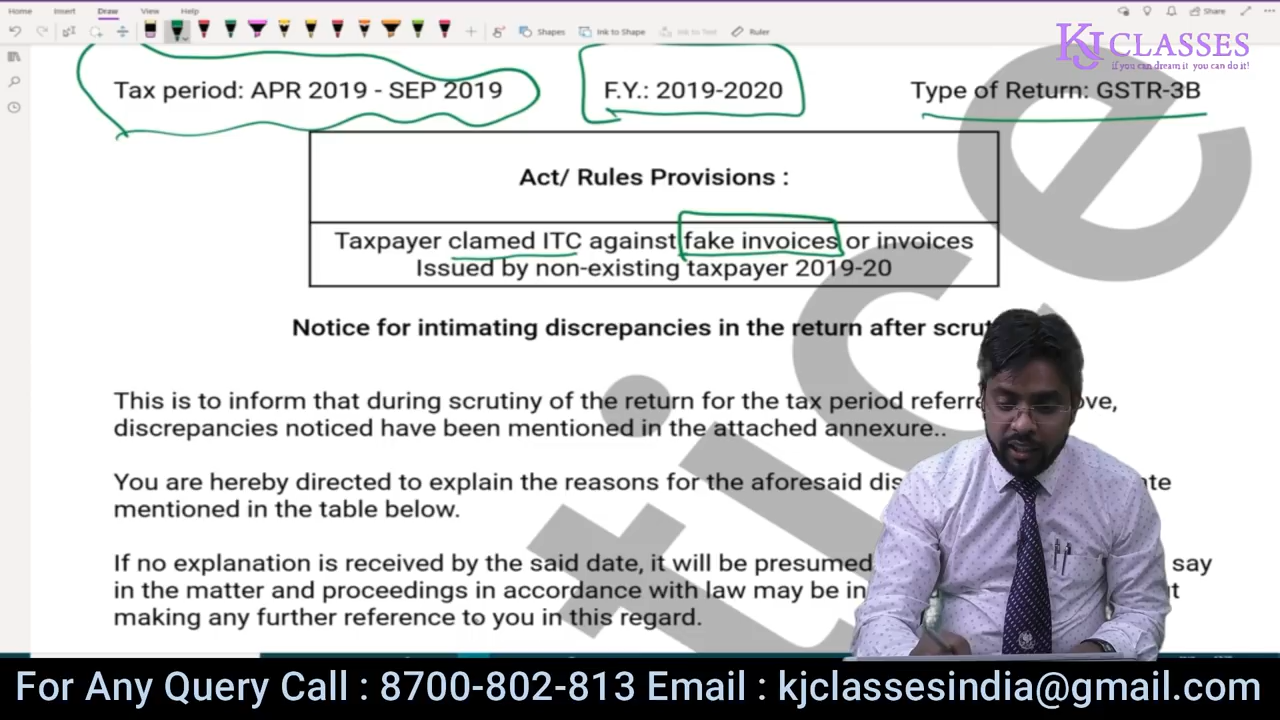 Home Insert Draw View Help
Share
Shapes Ink to Shape Ink to Text Ruler
KJ CLASSES
if you can dream it you can do it!
Tax period: APR 2019 - SEP 2019 F.Y.: 2019-2020 Type of Return: GSTR-3B
Act/ Rules Provisions :
Taxpayer clamed ITC against fake invoices or invoices
Issued by non-existing taxpayer 2019-20
Notice for intimating discrepancies in the return after scrut
This is to inform that during scrutiny of the return for the tax period referre ove,
discrepancies noticed have been mentioned in the attached annexure..
You are hereby directed to explain the reasons for the aforesaid dis te
mentioned in the table below.
If no explanation is received by the said date, it will be presumed say
in the matter and proceedings in accordance with law may be in t
making any further reference to you in this regard.
For Any Query Call : 8700-802-813 Email : kjclassesindia@gmail.com